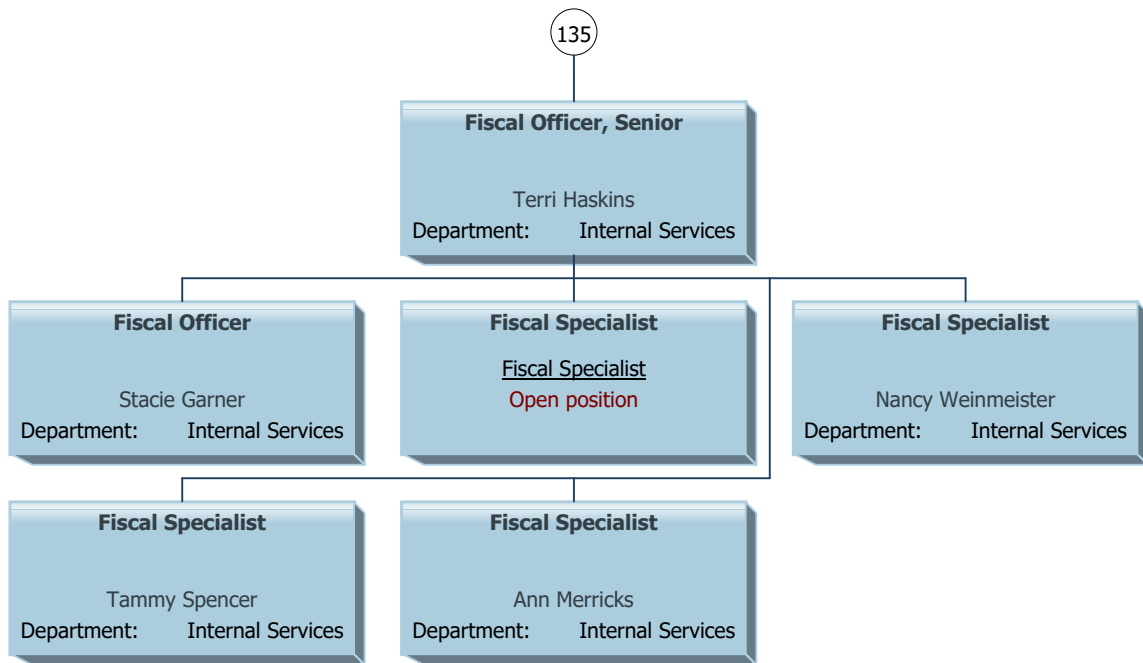 135
Fiscal Officer, Senior
Terri Haskins
Department: Internal Services
Fiscal Officer
Stacie Garner
Department: Internal Services
Fiscal Specialist
Fiscal Specialist
Open position
Fiscal Specialist
Nancy Weinmeister
Department: Internal Services
Fiscal Specialist
Tammy Spencer
Department: Internal Services
Fiscal Specialist
Ann Merricks
Department: Internal Services